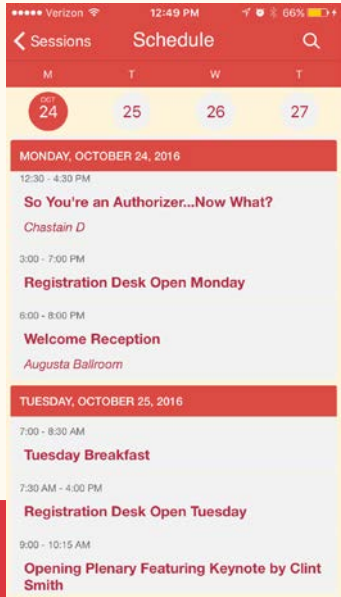 Verizon 12:49 PM 66%
Sessions Schedule
M T W T
OCT
24 25 26 27
MONDAY, OCTOBER 24, 2016
12:30 - 4:30 PM
So You're an Authorizer...Now What?
Chastain D
3:00 - 7:00 PM
Registration Desk Open Monday
6:00 - 8:00 PM
Welcome Reception
Augusta Ballroom
TUESDAY, OCTOBER 25, 2016
7:00 - 8:30 AM
Tuesday Breakfast
7:30 AM - 4:00 PM
Registration Desk Open Tuesday
9:00 - 10:15 AM
Opening Plenary Featuring Keynote by Clint
Smith